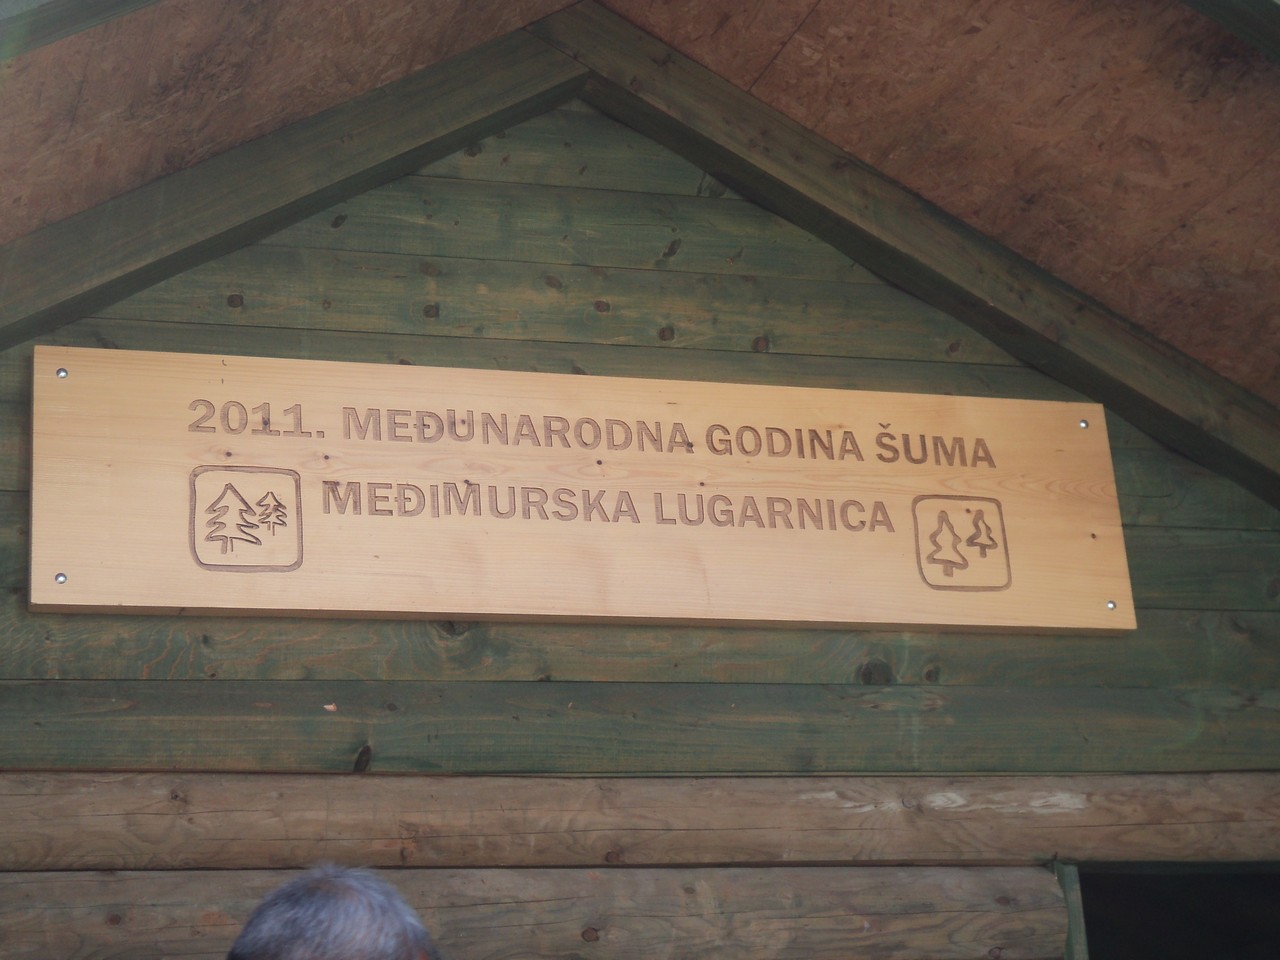 2011. MEĐUNARODNA GODINA ŠUMA
MEĐIMURSKA LUGARNICA